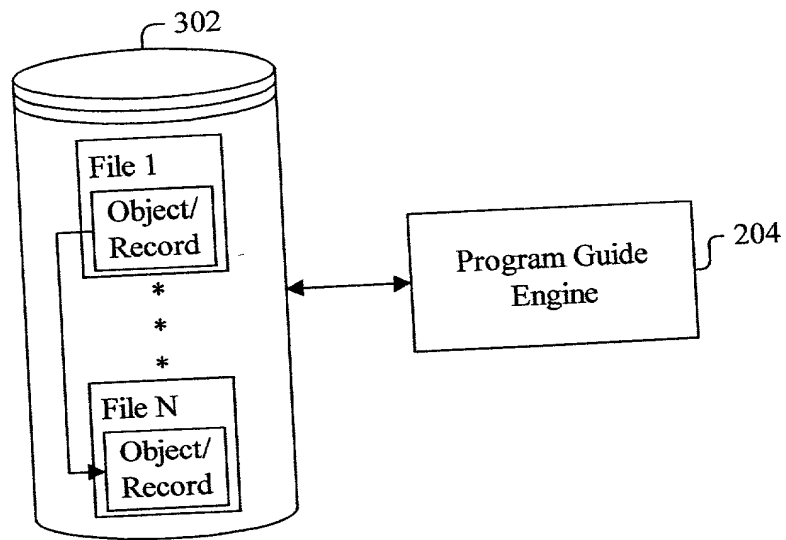 302
File 1
Object/
Record
*
*
*
File N
Object/
Record
Program Guide
Engine
204